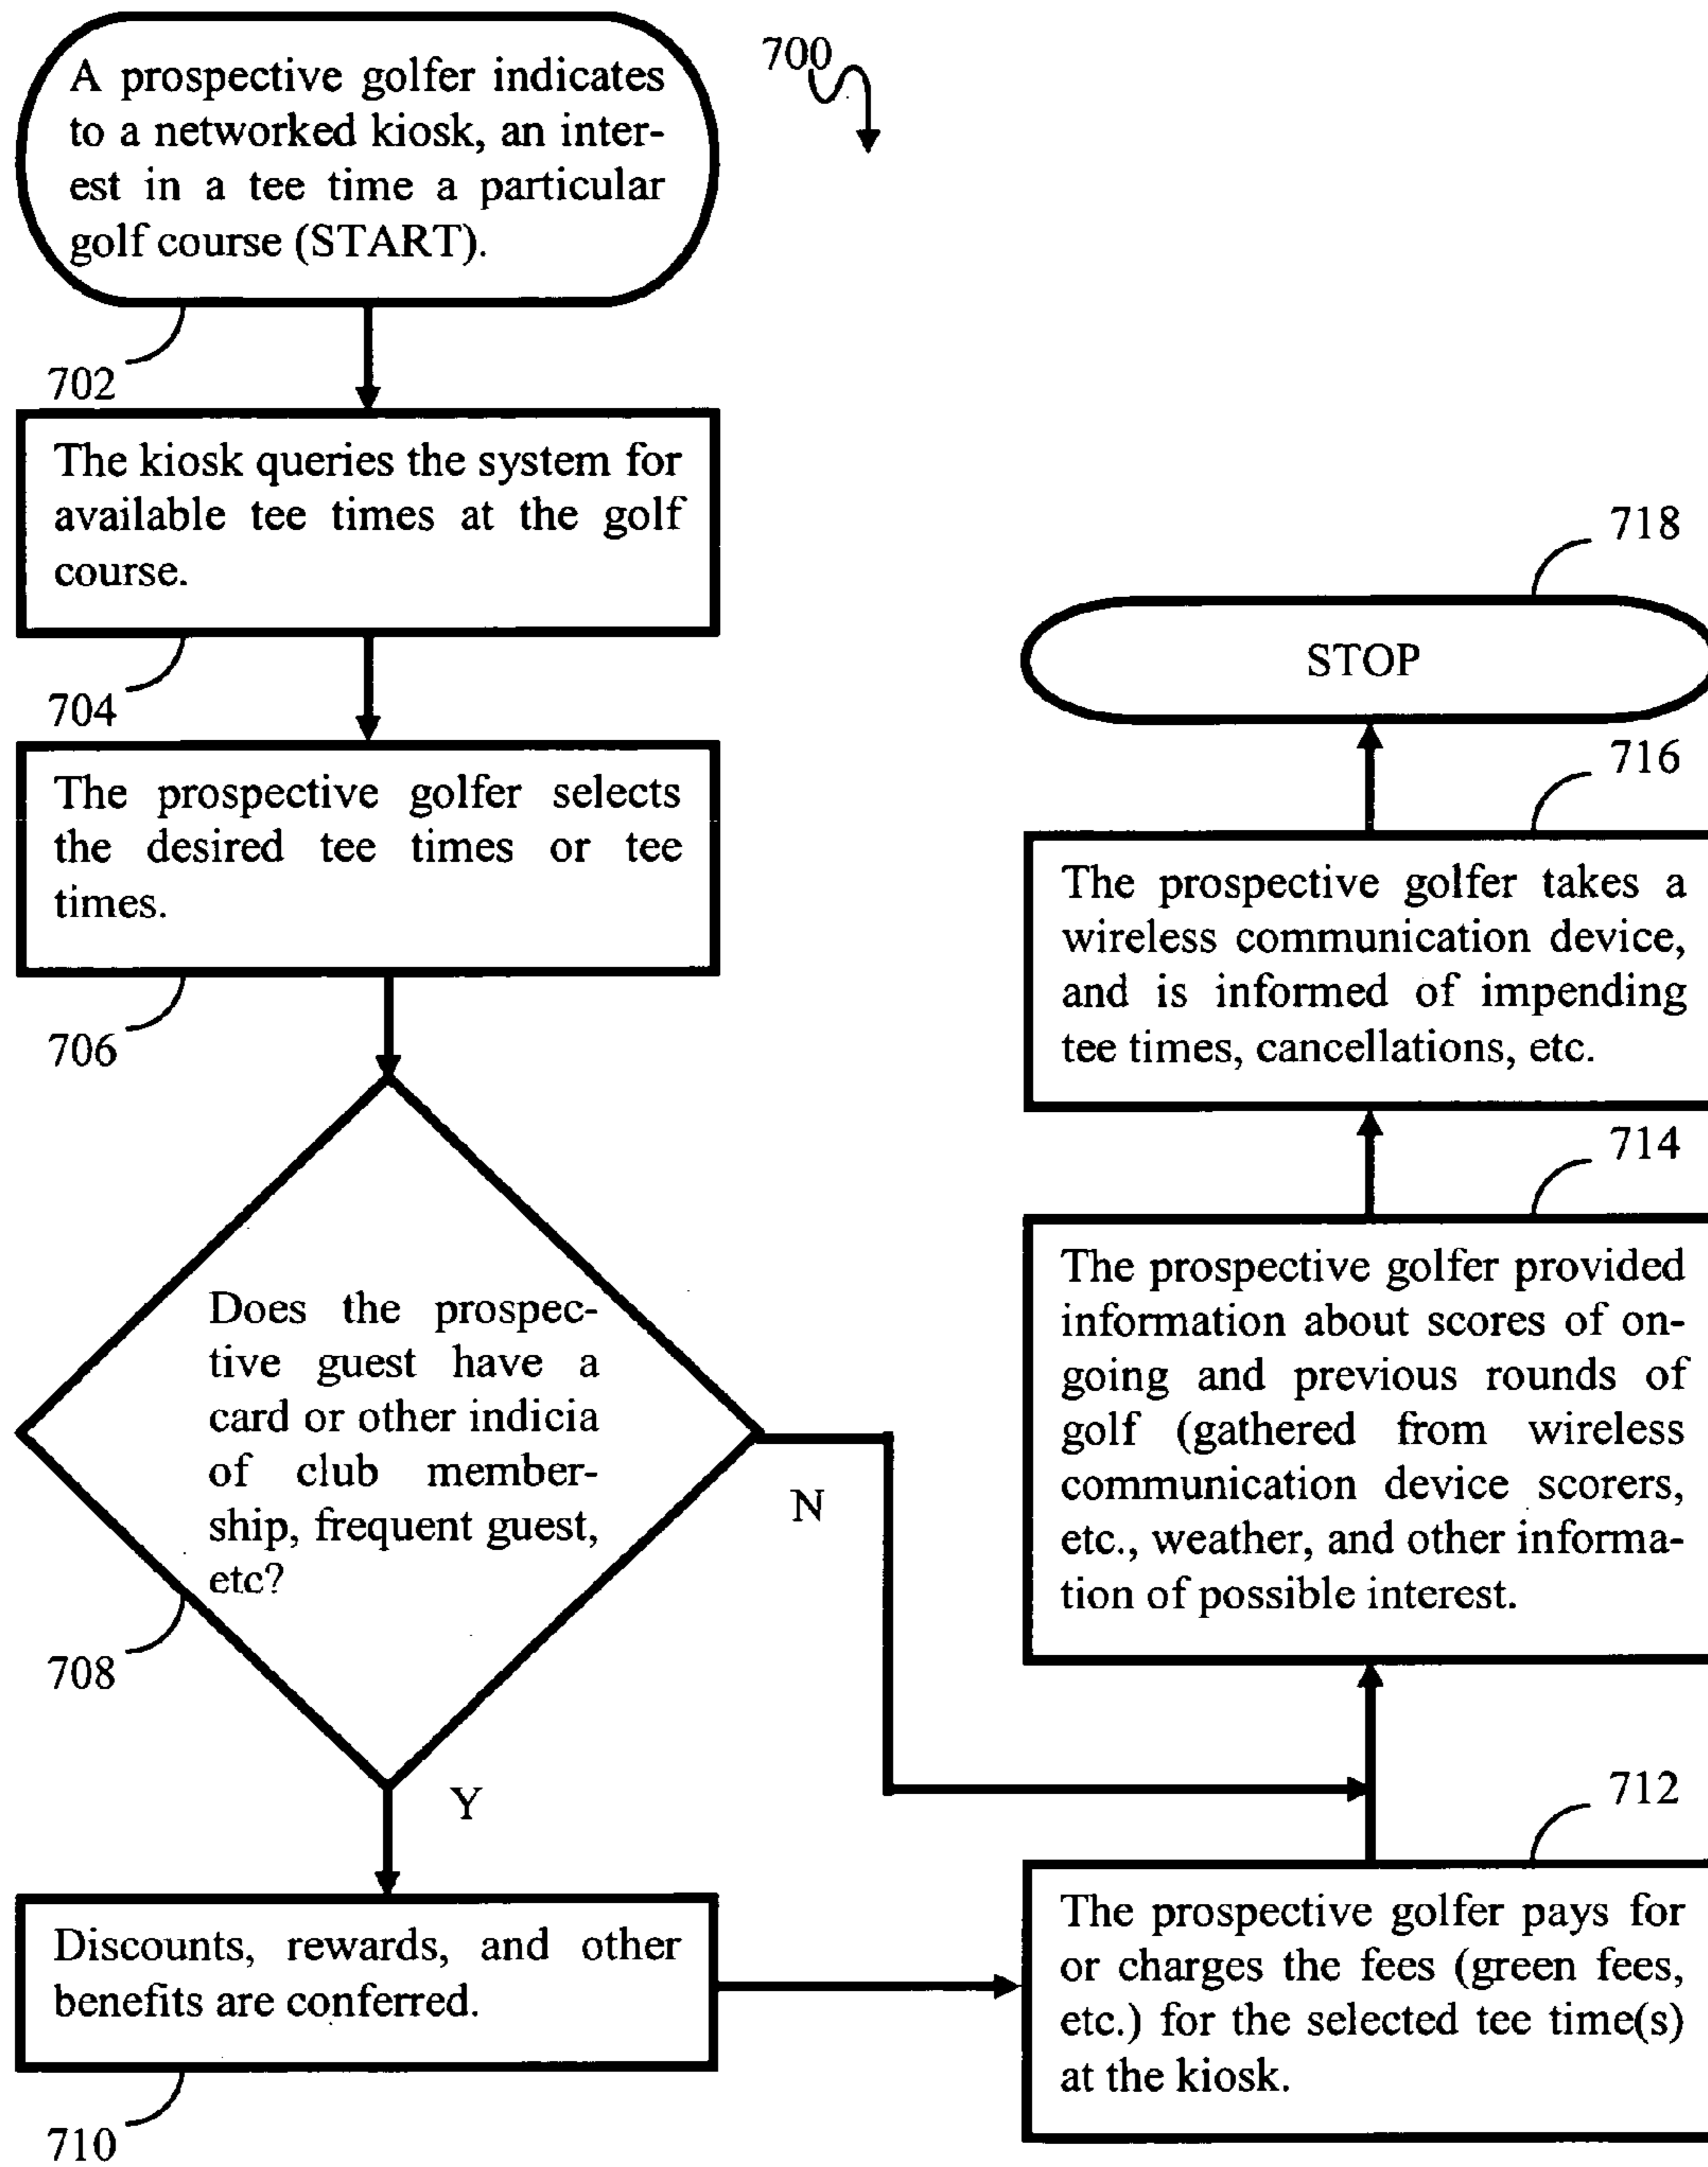 A prospective golfer indicates
to a networked kiosk, an inter-
est in a tee time a particular
golf course (START).
700
702
The kiosk queries the system for
available tee times at the golf
course.
704
The prospective golfer selects
the desired tee times or tee
times.
706
Does the prospec-
tive guest have a
card or other indicia
of club member-
ship, frequent guest,
etc?
708
N
Y
Discounts, rewards, and other
benefits are conferred.
710
712
The prospective golfer pays for
or charges the fees (green fees,
etc.) for the selected tee time(s)
at the kiosk.
714
The prospective golfer provided
information about scores of on-
going and previous rounds of
golf (gathered from wireless
communication device scorers,
etc., weather, and other informa-
tion of possible interest.
716
The prospective golfer takes a
wireless communication device,
and is informed of impending
tee times, cancellations, etc.
718
STOP